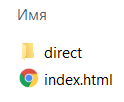 Имя
direct
index.html